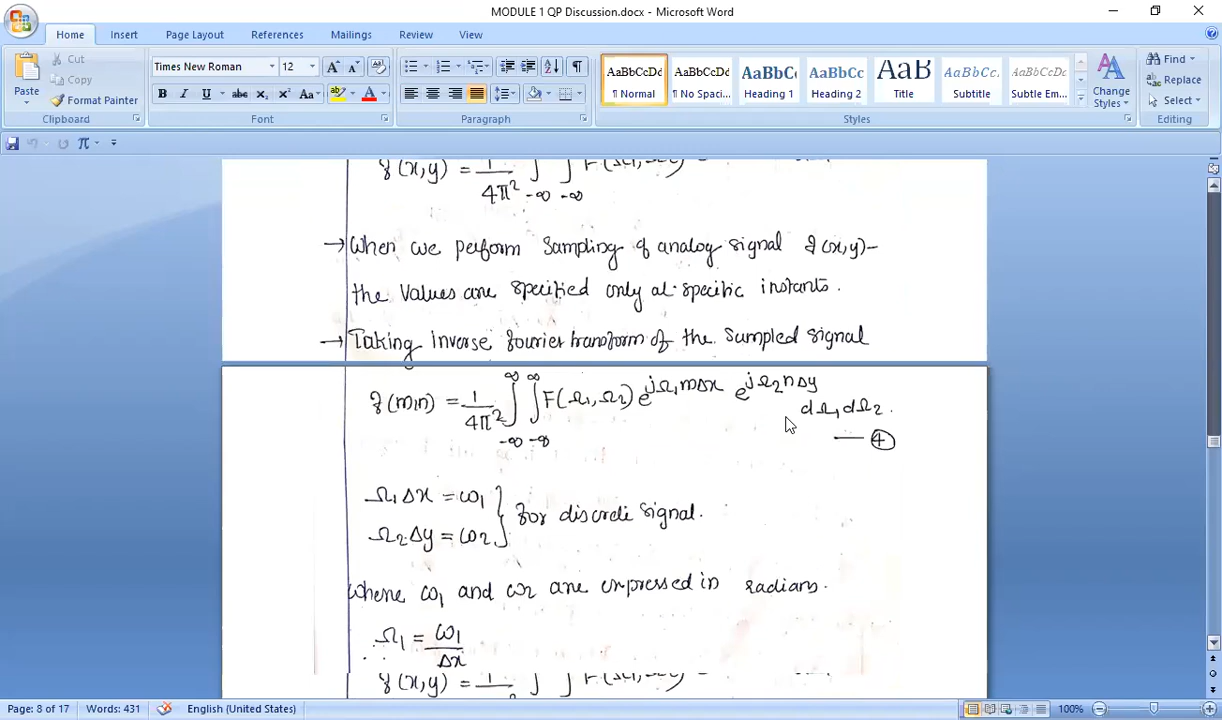 MODULE 1 QP Discussion.docx - Microsoft Word
Home Insert Page Layout References Mailings Review View
Paste Cut Copy Format Painter Clipboard
Times New Roman 12 Font
Paragraph
AaBbCcDd AaBbCcDd AaBbC AaBbCc AaB AaBbCcl AaBbCcDd
¶ Normal ¶ No Spaci... Heading 1 Heading 2 Title Subtitle Subtle Em...
Change Styles Styles
Find Replace Select Editing
f(x,y) = 1/4π² ∫-∞ ∫-∞
→ When we perform Sampling of analog signal f(x,y)-
the Values are specified only at specific instants.
→ Taking inverse fourier transform of the Sampled signal
f(m,n) = 1/4π² ∫-∞^∞ ∫-∞^∞ F(Ω₁,Ω₂) e^jΩ₁mΔx e^jΩ₂nΔy
dΩ₁dΩ₂.
— ④
Ω₁Δx = ω₁
Ω₂Δy = ω₂ } for discrete signal.
Where ω₁ and ω₂ are expressed in radians.
∴ Ω₁ = ω₁/Δx
f(x,y) = 1
Page: 8 of 17 Words: 431 English (United States) 100%